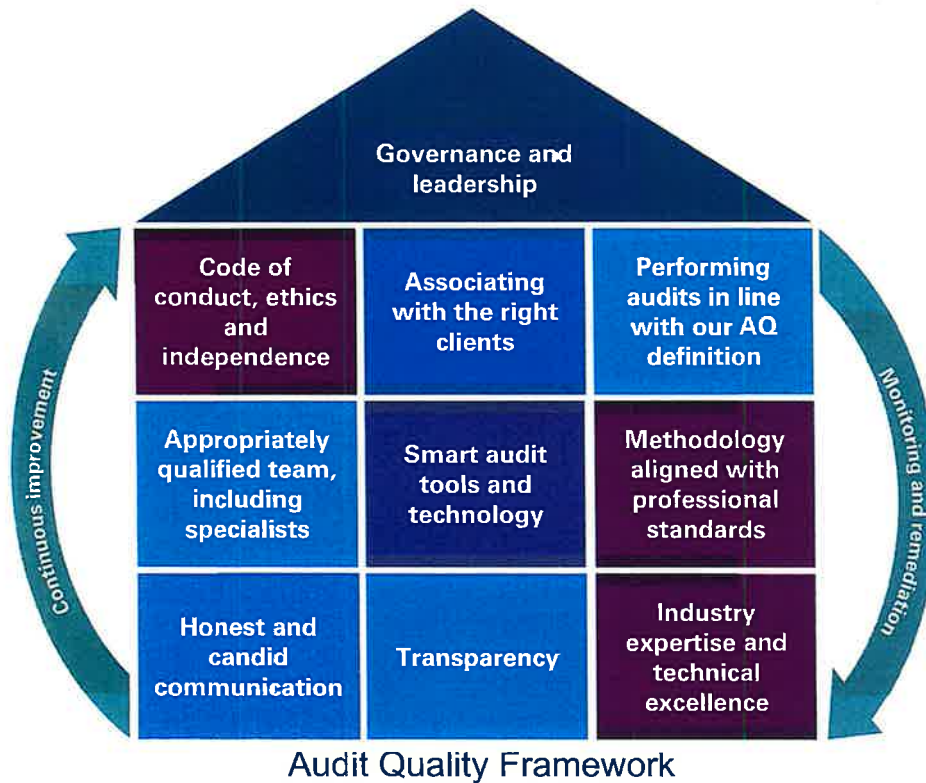 Governance and
leadership
Code of
conduct, ethics
and
independence
Associating
with the right
clients
Performing
audits in line
with our AQ
definition
Appropriately
qualified team,
including
specialists
Smart audit
tools and
technology
Methodology
aligned with
professional
standards
Honest and
candid
communication
Transparency
Industry
expertise and
technical
excellence
Continuous improvement
Monitoring and remediation
Audit Quality Framework